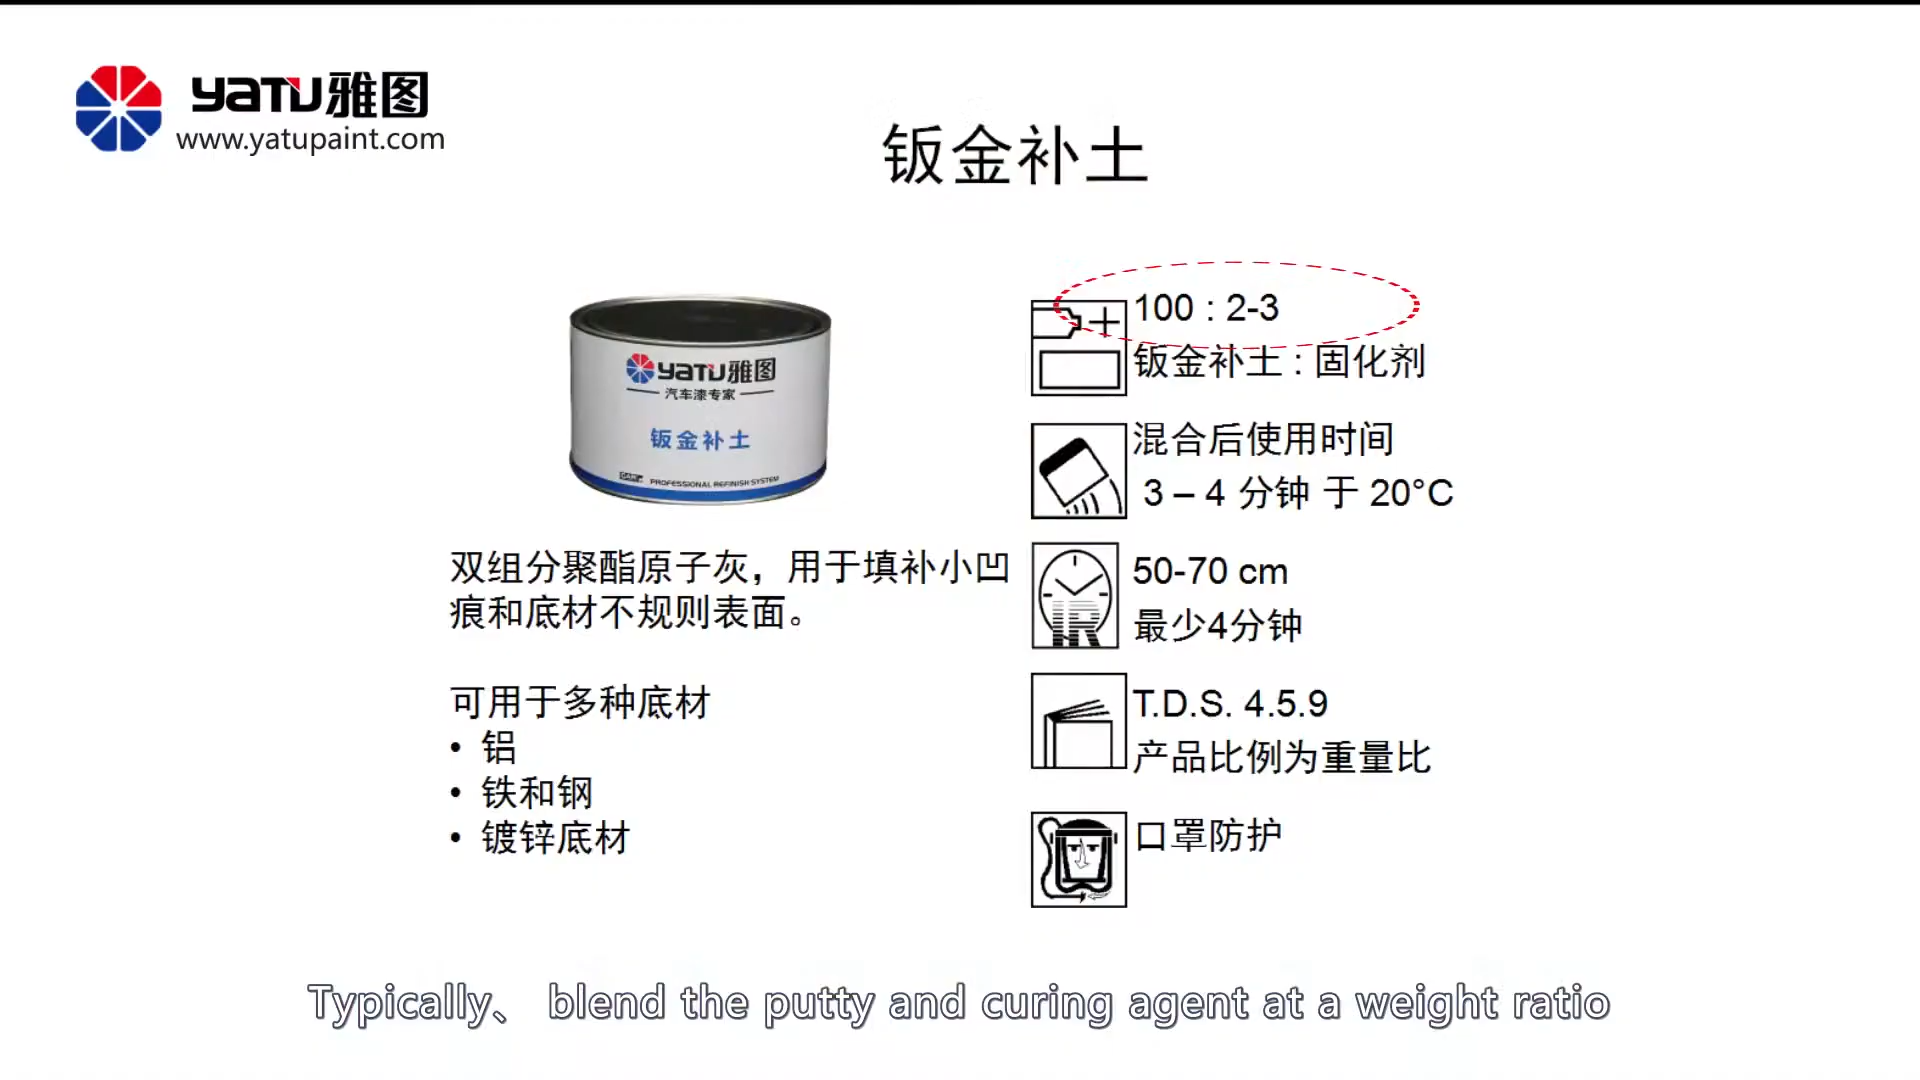 yaTU雅图
www.yatupaint.com
钣金补土
yaTU雅图
汽车漆专家
钣金补土
PROFESSIONAL REFINISH SYSTEM
双组分聚酯原子灰，用于填补小凹
痕和底材不规则表面。
可用于多种底材
• 铝
• 铁和钢
• 镀锌底材
100 : 2-3
钣金补土 : 固化剂
混合后使用时间
3 – 4 分钟 于 20°C
IR
50-70 cm
最少4分钟
T.D.S. 4.5.9
产品比例为重量比
口罩防护
Typically、 blend the putty and curing agent at a weight ratio